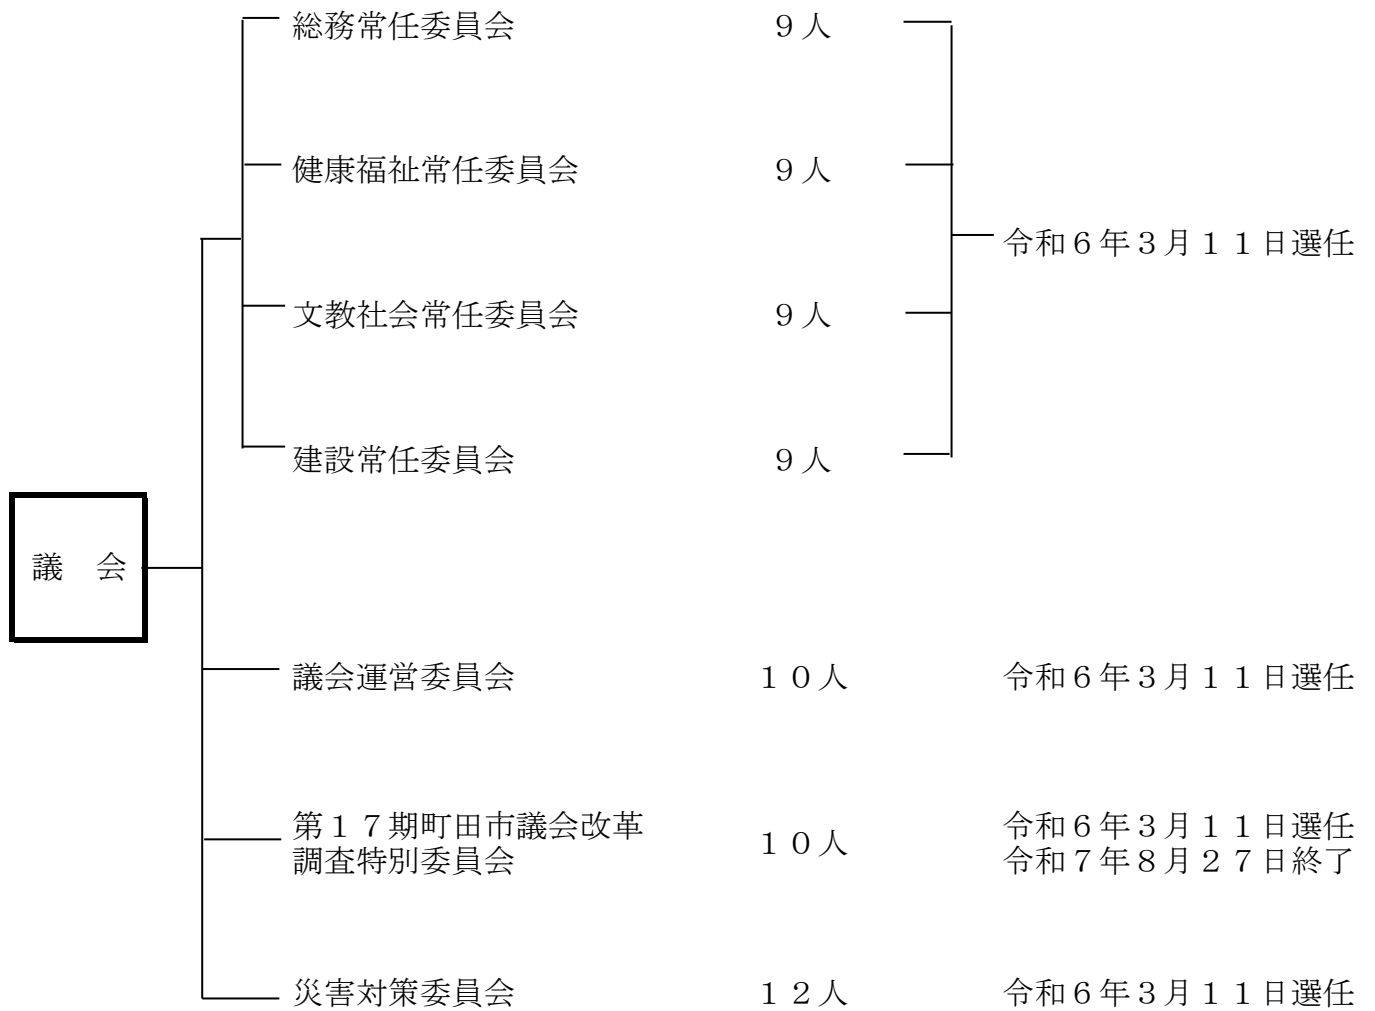 総務常任委員会　９人
健康福祉常任委員会　９人
令和６年３月１１日選任
文教社会常任委員会　９人
建設常任委員会　９人
議　会
議会運営委員会　１０人　令和６年３月１１日選任
第１７期町田市議会改革
調査特別委員会
１０人
令和６年３月１１日選任
令和７年８月２７日終了
災害対策委員会　１２人　令和６年３月１１日選任